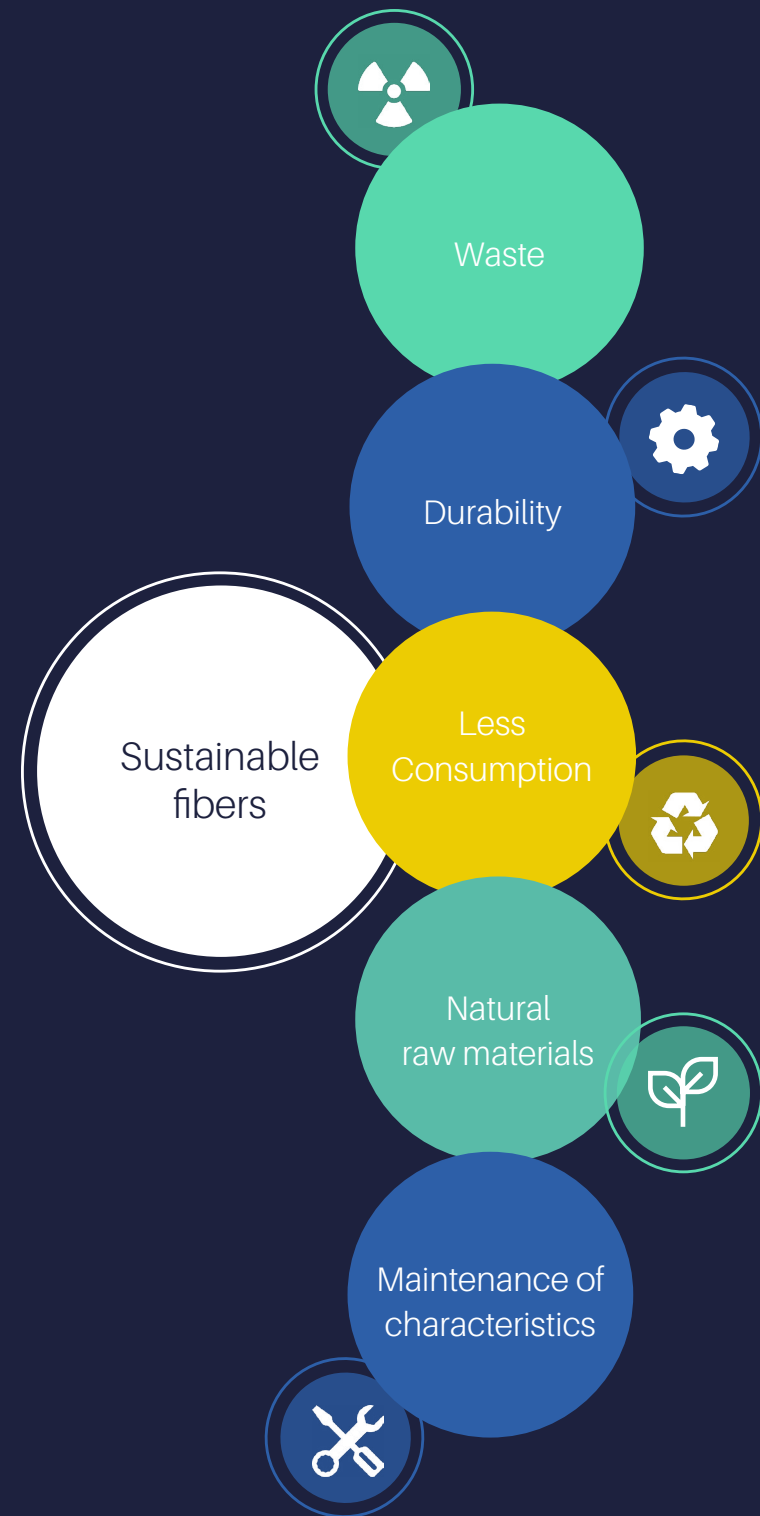 Waste
Durability
Sustainable
fibers
Less
Consumption
Natural
raw materials
Maintenance of
characteristics